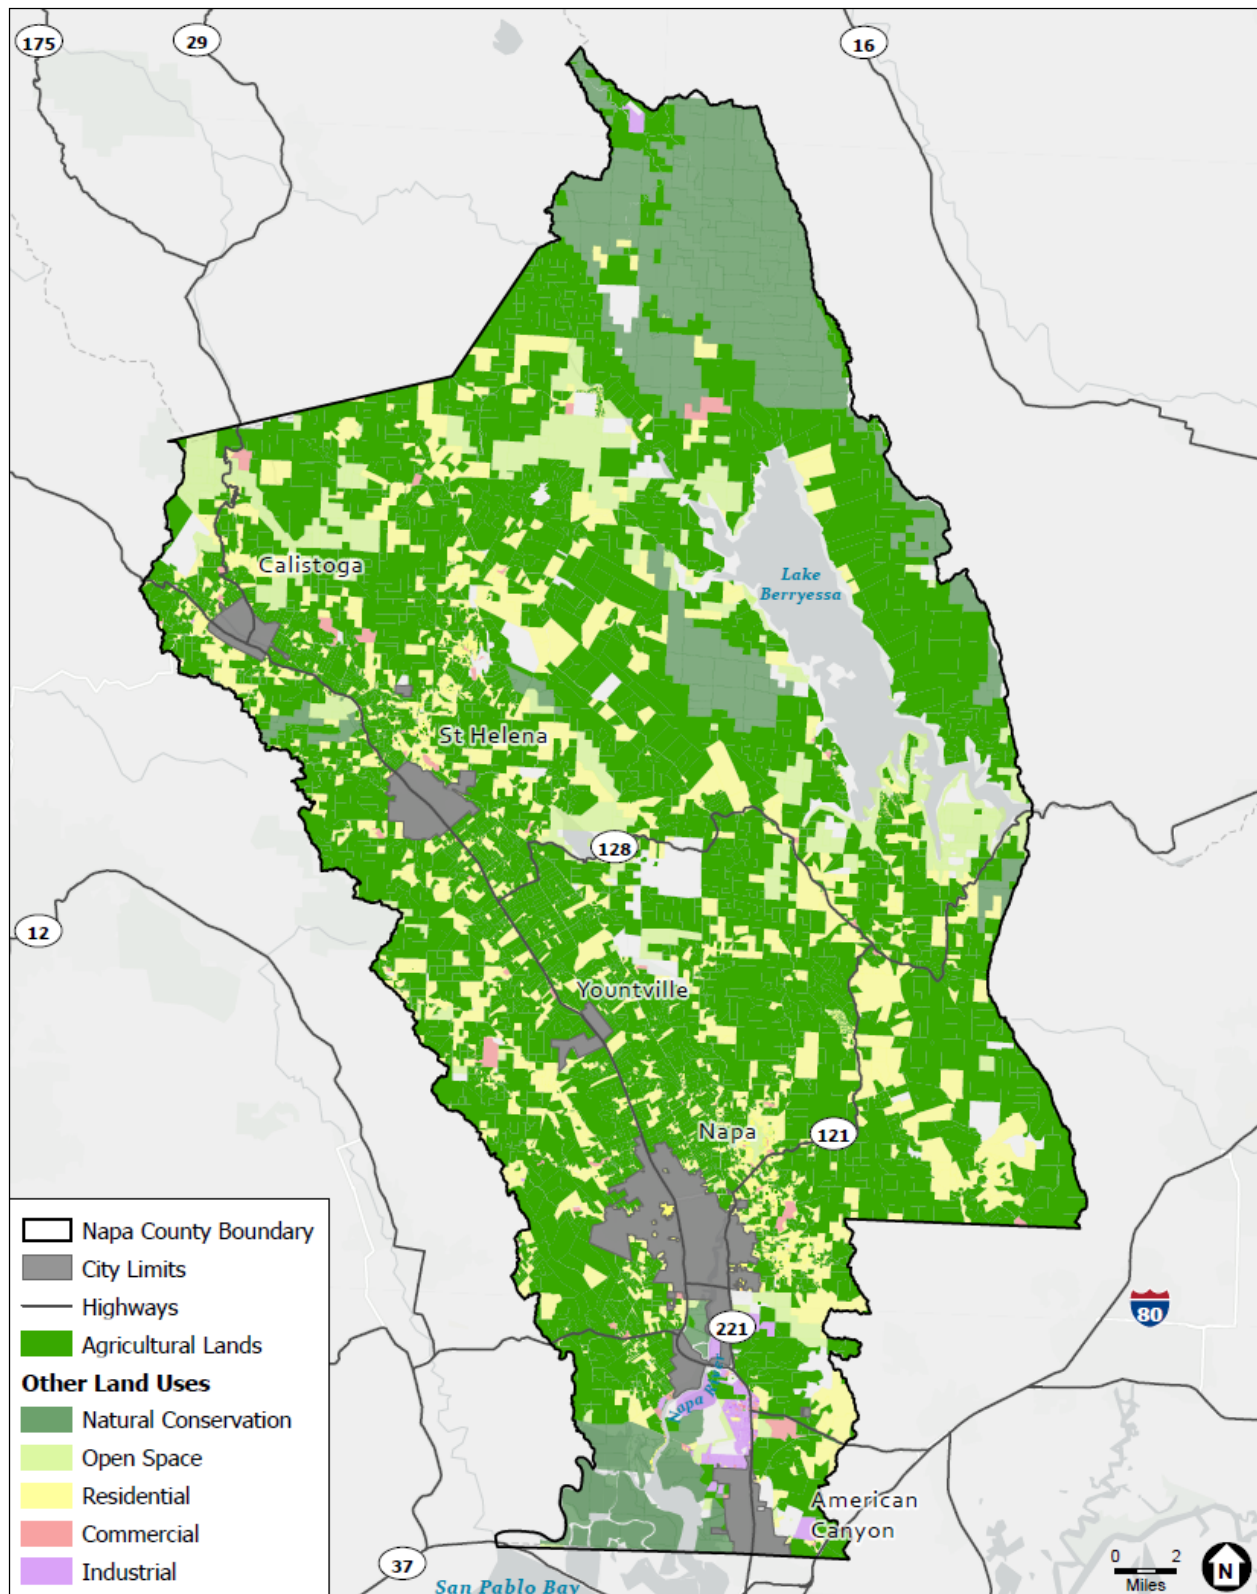 175
29
16
Lake
Berryessa
Calistoga
St Helena
128
12
Yountville
Napa
121
221
80
Napa River
American
Canyon
37
San Pablo Bay
Napa County Boundary
City Limits
Highways
Agricultural Lands
Other Land Uses
Natural Conservation
Open Space
Residential
Commercial
Industrial
0 2
Miles
N